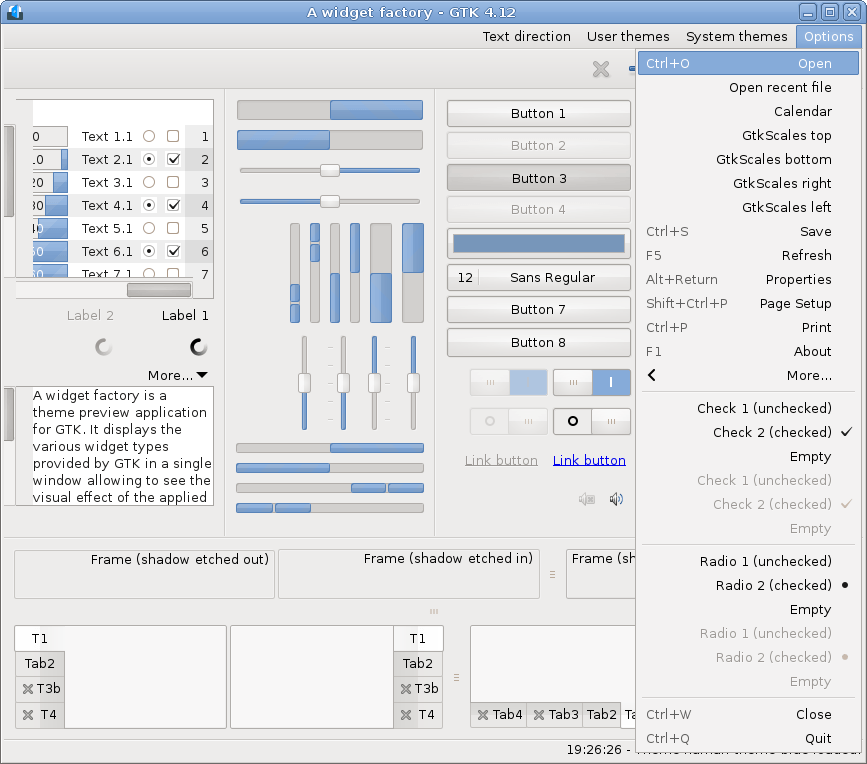 A widget factory - GTK 4.12
Text direction User themes System themes Options
Ctrl+O Open
Open recent file
Calendar
GtkScales top
GtkScales bottom
GtkScales right
GtkScales left
Ctrl+S Save
F5 Refresh
Alt+Return Properties
Shift+Ctrl+P Page Setup
Ctrl+P Print
F1 About
More...
Check 1 (unchecked)
Check 2 (checked)
Empty
Check 1 (unchecked)
Check 2 (checked)
Empty
Radio 1 (unchecked)
Radio 2 (checked)
Empty
Radio 1 (unchecked)
Radio 2 (checked)
Empty
Ctrl+W Close
Ctrl+Q Quit
0 Text 1.1 1
10 Text 2.1 2
20 Text 3.1 3
30 Text 4.1 4
Text 5.1 5
Text 6.1 6
Text 7.1 7
Label 2 Label 1
More...
A widget factory is a
theme preview application
for GTK. It displays the
various widget types
provided by GTK in a single
window allowing to see the
visual effect of the applied
Button 1
Button 2
Button 3
Button 4
12 Sans Regular
Button 7
Button 8
Link button Link button
Frame (shadow etched out) Frame (shadow etched in) Frame (sh
T1
Tab2
T3b
T4
T1
Tab2
T3b
T4
Tab4 Tab3 Tab2
19:26:26 -